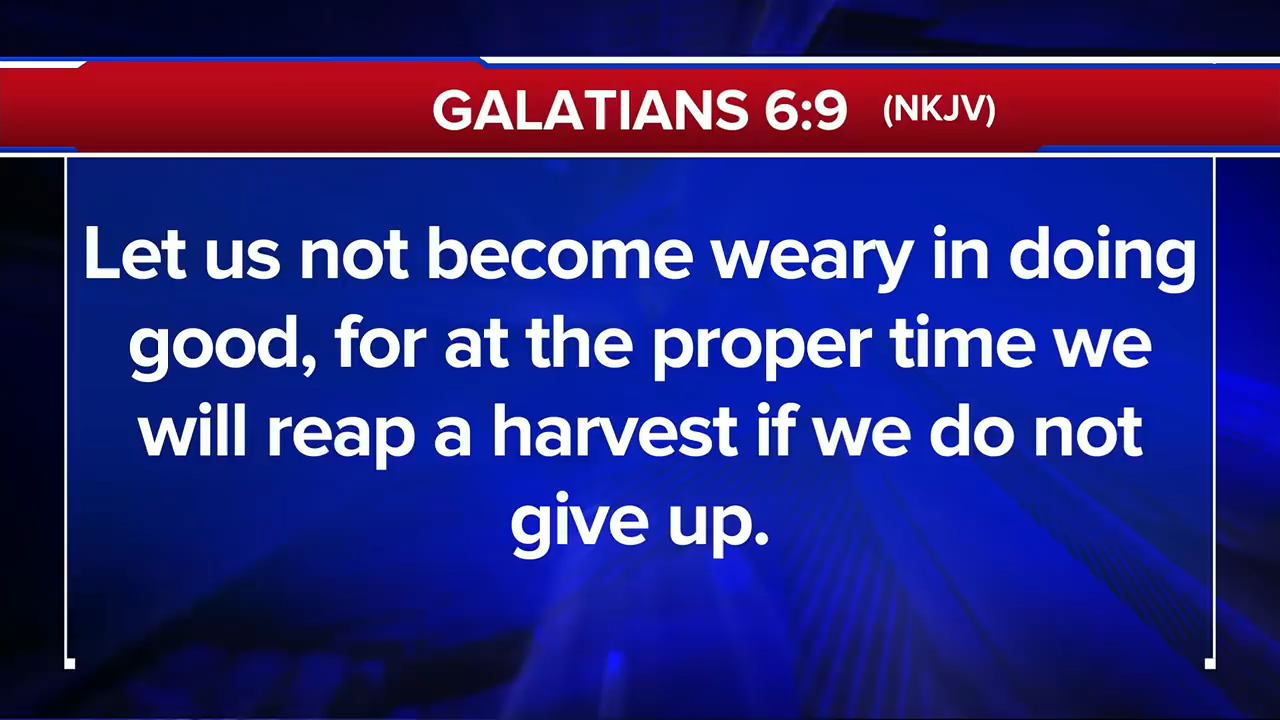 GALATIANS 6:9 (NKJV)
Let us not become weary in doing
good, for at the proper time we
will reap a harvest if we do not
give up.